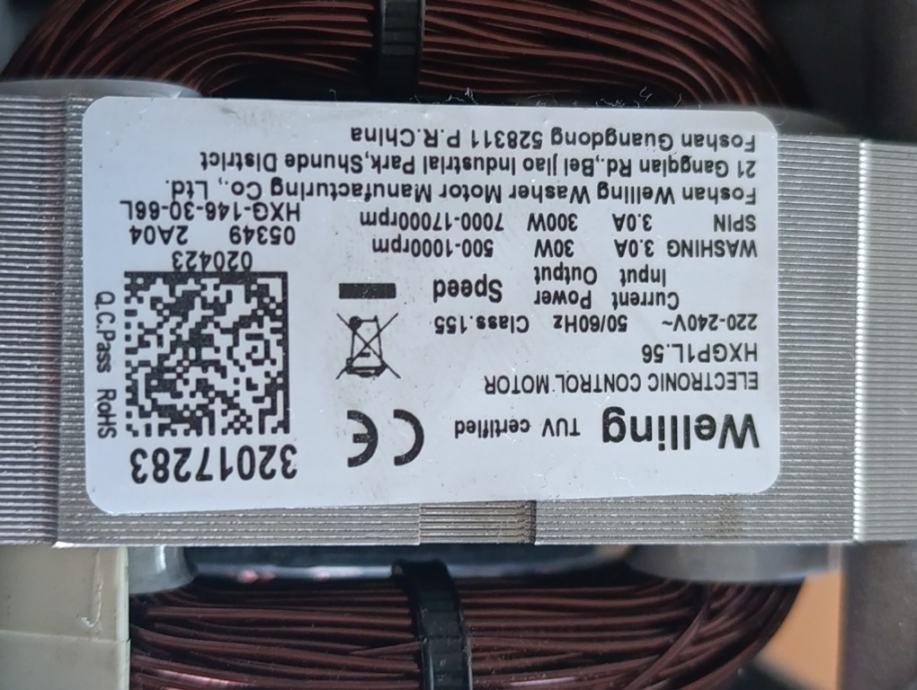 Welling TUV certified CE
ELECTRONIC CONTROL MOTOR
HXGP1L.56
220-240V~ 50/60Hz Class.155
Current Input Power Output Speed
WASHING 3.0A 30W 500-1000rpm
SPIN 3.0A 300W 7000-17000rpm
Foshan Welling Washer Motor Manufacturing Co., Ltd.
21 Gangqian Rd.,Bei jiao Industrial Park,Shunde District
Foshan Guangdong 528311 P.R.China
32017283
Q.C.Pass RoHS
020423
05349 2A04
HXG-146-30-66L